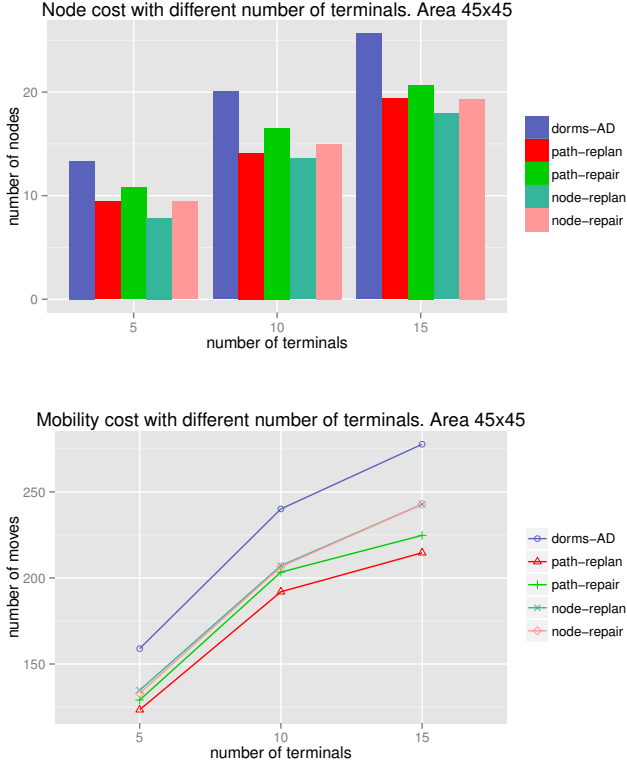 Node cost with different number of terminals. Area 45x45
number of nodes
20
10
0
5
10
15
number of terminals
dorms-AD
path-replan
path-repair
node-replan
node-repair
Mobility cost with different number of terminals. Area 45x45
number of moves
250
200
150
5
10
15
number of terminals
dorms-AD
path-replan
path-repair
node-replan
node-repair